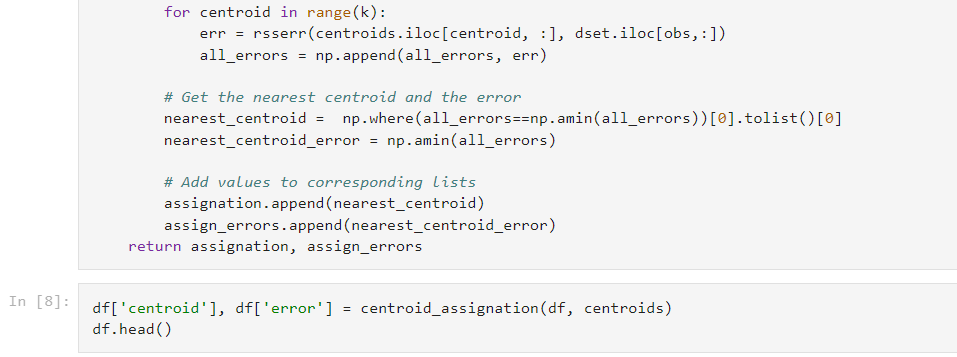 for centroid in range(k):
err = rsserr(centroids.iloc[centroid, :], dset.iloc[obs,:])
all_errors = np.append(all_errors, err)
# Get the nearest centroid and the error
nearest_centroid =  np.where(all_errors==np.amin(all_errors))[0].tolist()[0]
nearest_centroid_error = np.amin(all_errors)
# Add values to corresponding lists
assignation.append(nearest_centroid)
assign_errors.append(nearest_centroid_error)
return assignation, assign_errors
In [8]:
df['centroid'], df['error'] = centroid_assignation(df, centroids)
df.head()